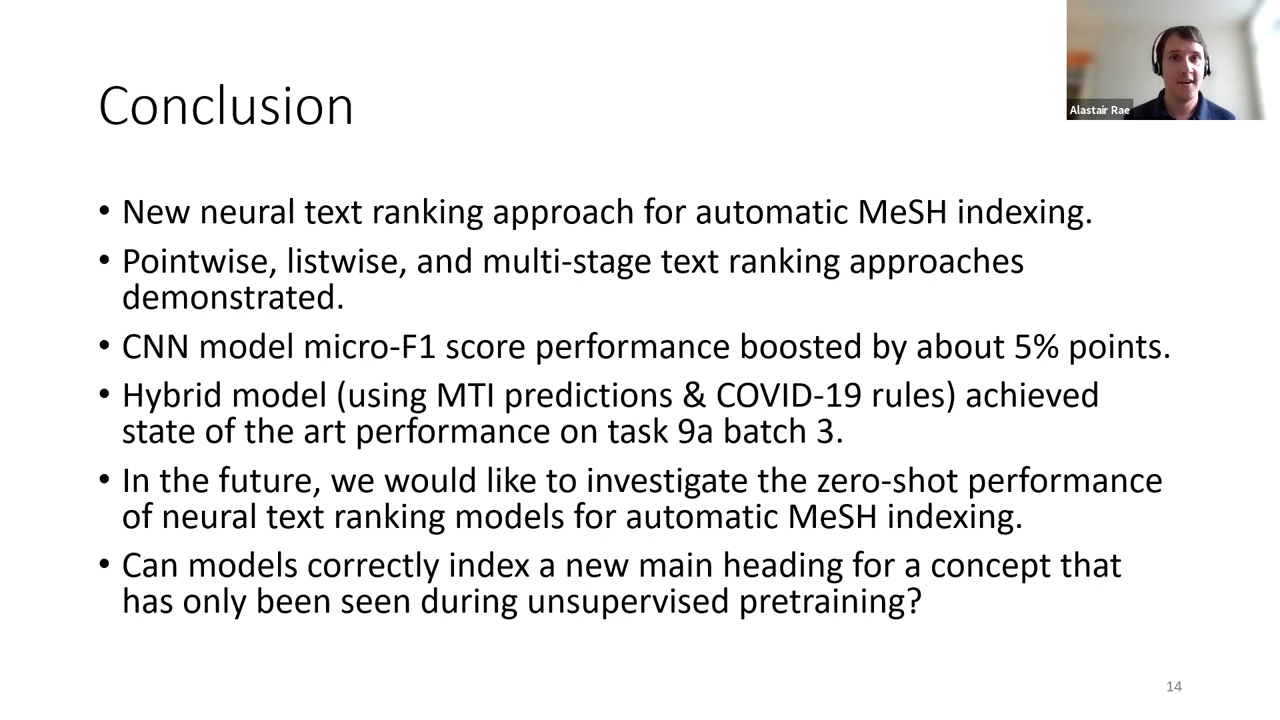 Alastair Rae
Conclusion
• New neural text ranking approach for automatic MeSH indexing.
• Pointwise, listwise, and multi-stage text ranking approaches
demonstrated.
• CNN model micro-F1 score performance boosted by about 5% points.
• Hybrid model (using MTI predictions & COVID-19 rules) achieved
state of the art performance on task 9a batch 3.
• In the future, we would like to investigate the zero-shot performance
of neural text ranking models for automatic MeSH indexing.
• Can models correctly index a new main heading for a concept that
has only been seen during unsupervised pretraining?
14